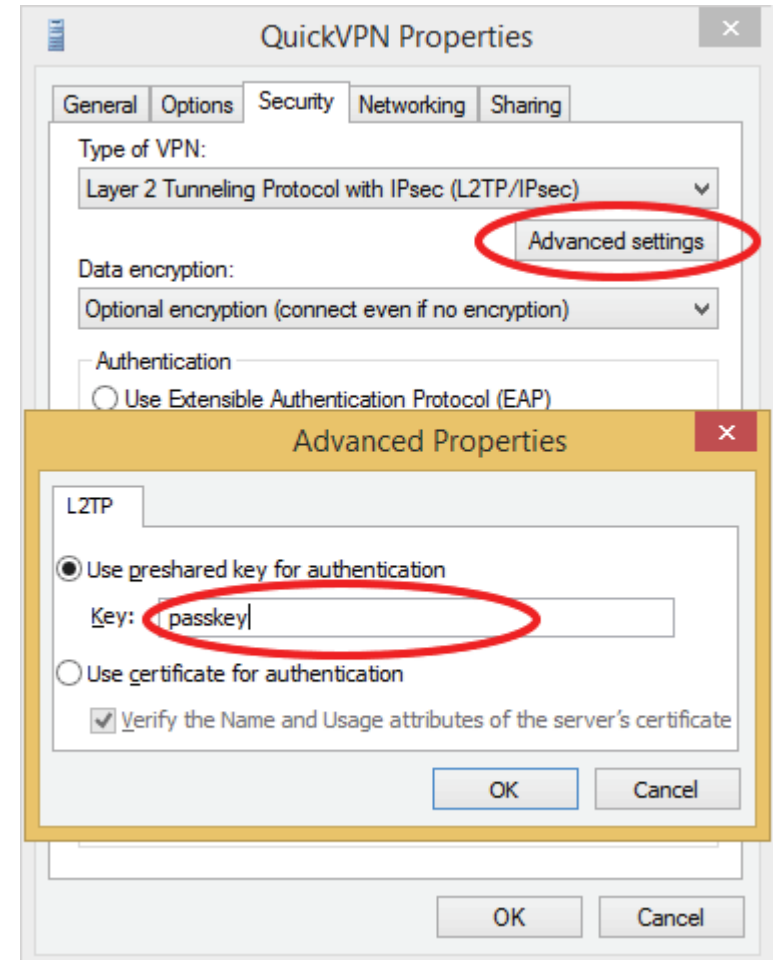 QuickVPN Properties
General Options Security Networking Sharing
Type of VPN:
Layer 2 Tunneling Protocol with IPsec (L2TP/IPsec)
Advanced settings
Data encryption:
Optional encryption (connect even if no encryption)
Authentication
Use Extensible Authentication Protocol (EAP)
Advanced Properties
L2TP
Use preshared key for authentication
Key: passkey
Use certificate for authentication
Verify the Name and Usage attributes of the server's certificate
OK Cancel
OK Cancel